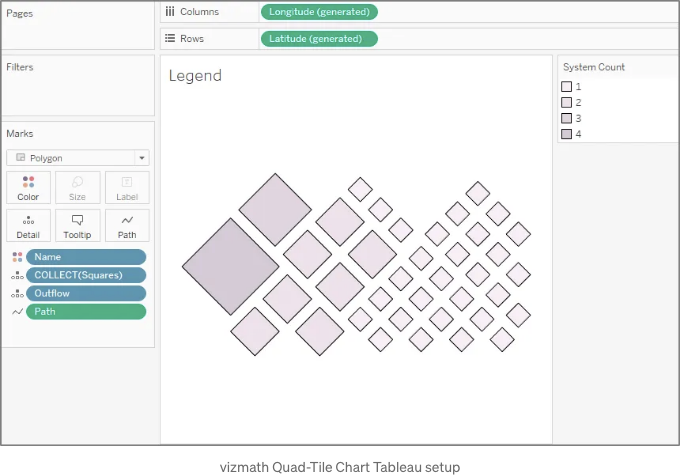 Pages
Columns
Longitude (generated)
Rows
Latitude (generated)
Filters
Legend
System Count
1
2
3
4
Marks
Polygon
Color
Size
Label
Detail
Tooltip
Path
Name
COLLECT(Squares)
Outflow
Path
vizmath Quad-Tile Chart Tableau setup